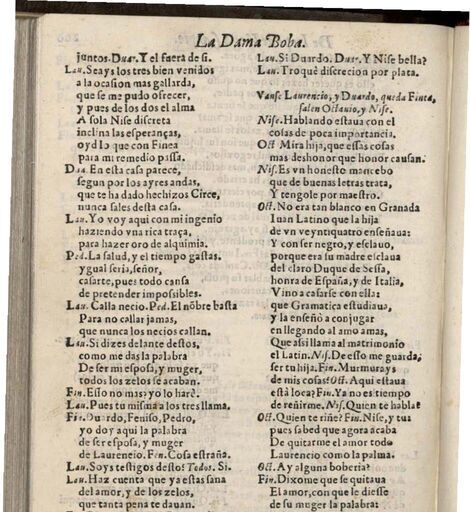 La Dama Boba.
juntos. Duar. Y el fuera de si.
Lau. Seays los tres bien venidos
a la ocasion mas gallarda,
que se me pudo ofrecer,
y pues de los dos el alma
A sola Nise discreta
inclina las esperanças,
oyd lo que con Finea
para mi remedio passa.
Dua. En esta casa parece,
segun por los ayres andas,
que te ha dado hechizos Circe,
nunca sales desta casa.
Lau. Yo voy aqui con mi ingenio
haziendo vna rica traça,
para hazer oro de alquimia.
Ped. La salud, y el tiempo gastas.
ygual seria, señor,
casarte, pues todo cansa
de pretender impossibles.
Lau. Calla necio. Ped. El nõbre basta
Para no callar jamas,
que nunca los necios callan.
Lau. Si dizes delante destos,
como me das la palabra
De ser mi esposa, y muger,
todos los zelos se acaban.
Fin. Esso no mas: yo lo harè.
Lau. Pues tu misma a los tres llama.
Fin. Duardo, Feniso, Pedro,
yo doy aqui la palabra
de ser esposa, y muger
de Laurencio. Fen. Cosa estraña.
Lau. Soys testigos desto? Todos. Si.
Lau. Haz cuenta que ya estas sana
del amor, y de los zelos,
que tanta pena te dauan.
Lau. Si Duardo. Duar. Y Nise bella?
Lau. Troquè discrecion por plata.
Vanse Laurencio, y Duardo, queda Finea,
salen Octauio, y Nise.
Nise. Hablando estaua con el
cosas de poca importancia.
Oct. Mira hija, que essas cosas
mas deshonor que honor causan.
Nis. Es vn honesto mancebo
que de buenas letras trata,
Y tengole por maestro.
Oct. No era tan blanco en Granada
Iuan Latino que la hija
de vn veyntiquatro enseñaua:
Y con ser negro, y esclauo,
porque era su madre esclaua
del claro Duque de Sessa,
honra de España, y de Italia,
Vino a casarse con ella:
que Gramatica estudiaua,
y la enseñò a conjugar
en llegando al amo amas,
Que assi llama al matrimonio
el Latin. Nis. De esso me guarda,
ser tu hija. Fin. Murmurays
de mis cosas? Oct. Aqui estaua
està loca? Fin. Ya no es tiempo
de reñirme. Nis. Quien te habla?
Oct. Quien te riñe? Fin. Nise, y tu:
pues sabed que agora acaba
De quitarme el amor todo
Laurencio como la palma.
Oct. Ay alguna boberia?
Fin. Dixome que se quitaua
El amor, con que le diesse
de su muger la palabra: